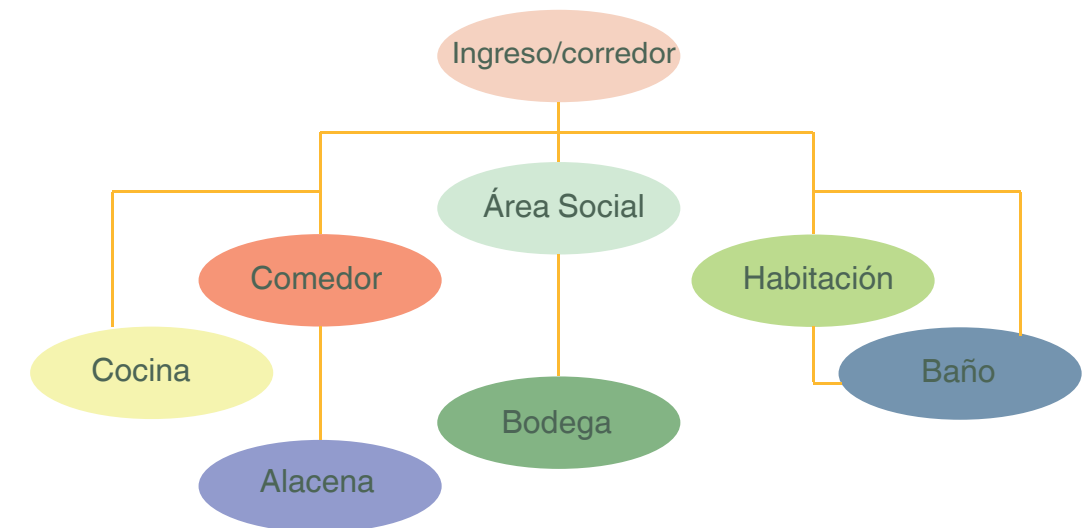 Ingreso/corredor
Área Social
Comedor
Habitación
Cocina
Baño
Bodega
Alacena